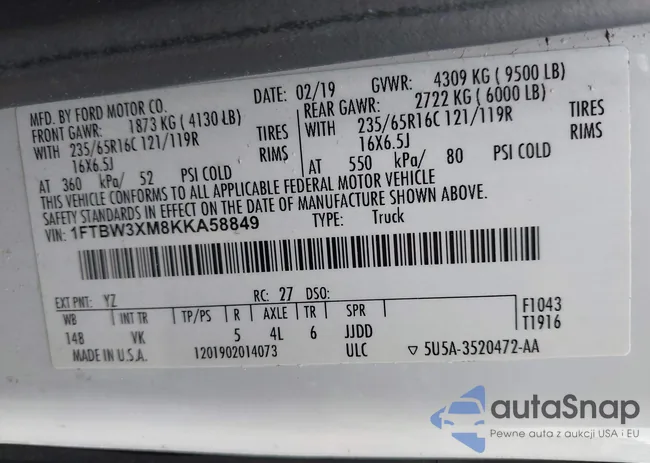 MFD. BY FORD MOTOR CO.
DATE: 02/19 GVWR: 4309 KG ( 9500 LB)
FRONT GAWR: 1873 KG ( 4130 LB) REAR GAWR: 2722 KG ( 6000 LB)
WITH 235/65R16C 121/119R TIRES WITH 235/65R16C 121/119R TIRES
16X6.5J RIMS 16X6.5J RIMS
AT 360 kPa/ 52 PSI COLD AT 550 kPa/ 80 PSI COLD
THIS VEHICLE CONFORMS TO ALL APPLICABLE FEDERAL MOTOR VEHICLE
SAFETY STANDARDS IN EFFECT ON THE DATE OF MANUFACTURE SHOWN ABOVE.
VIN: 1FTBW3XM8KKA58849 TYPE: Truck
EXT PNT: YZ RC: 27 DSO:
WB INT TR TP/PS R AXLE TR SPR F1043
148 VK 5 4L 6 JJDD T1916
MADE IN U.S.A. 1201902014073 ULC ▽ 5U5A-3520472-AA
autaSnap
Pewne auta z aukcji USA i EU